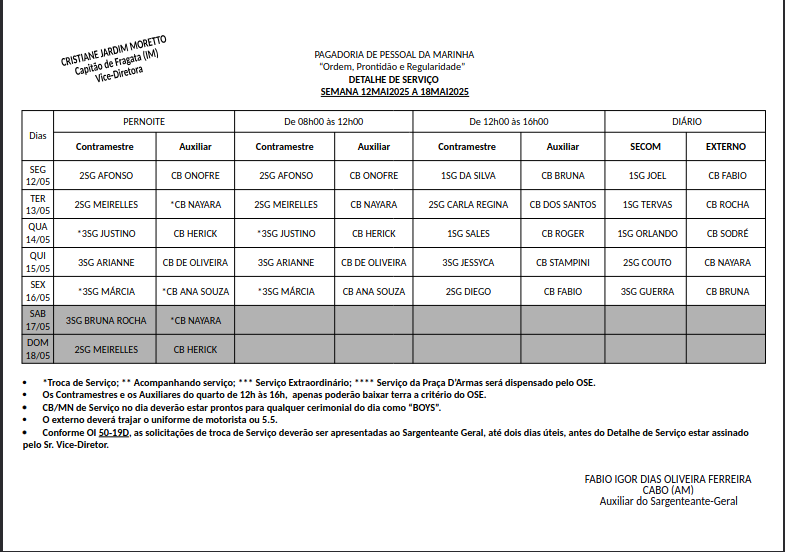 CRISTIANE JARDIM MORETTO
Capitão de Fragata (IM)
Vice-Diretora
PAGADORIA DE PESSOAL DA MARINHA
"Ordem, Prontidão e Regularidade"
DETALHE DE SERVIÇO
SEMANA 12MAI2025 A 18MAI2025
Dias PERNOITE De 08h00 às 12h00 De 12h00 às 16h00 DIÁRIO
Contramestre Auxiliar Contramestre Auxiliar Contramestre Auxiliar SECOM EXTERNO
SEG 12/05 2SG AFONSO CB ONOFRE 2SG AFONSO CB ONOFRE 1SG DA SILVA CB BRUNA 1SG JOEL CB FABIO
TER 13/05 2SG MEIRELLES *CB NAYARA 2SG MEIRELLES CB NAYARA 2SG CARLA REGINA CB DOS SANTOS 1SG TERVAS CB ROCHA
QUA 14/05 *3SG JUSTINO CB HERICK *3SG JUSTINO CB HERICK 1SG SALES CB ROGER 1SG ORLANDO CB SODRÉ
QUI 15/05 3SG ARIANNE CB DE OLIVEIRA 3SG ARIANNE CB DE OLIVEIRA 3SG JESSYCA CB STAMPINI 2SG COUTO CB NAYARA
SEX 16/05 *3SG MÁRCIA *CB ANA SOUZA *3SG MÁRCIA CB ANA SOUZA 2SG DIEGO CB FABIO 3SG GUERRA CB BRUNA
SAB 17/05 3SG BRUNA ROCHA *CB NAYARA
DOM 18/05 2SG MEIRELLES CB HERICK
• *Troca de Serviço; ** Acompanhando serviço; *** Serviço Extraordinário; **** Serviço da Praça D'Armas será dispensado pelo OSE.
• Os Contramestres e os Auxiliares do quarto de 12h às 16h, apenas poderão baixar terra a critério do OSE.
• CB/MN de Serviço no dia deverão estar prontos para qualquer cerimonial do dia como "BOYS".
• O externo deverá trajar o uniforme de motorista ou 5.5.
• Conforme OI 50-19D, as solicitações de troca de Serviço deverão ser apresentadas ao Sargenteante Geral, até dois dias úteis, antes do Detalhe de Serviço estar assinado
pelo Sr. Vice-Diretor.
FABIO IGOR DIAS OLIVEIRA FERREIRA
CABO (AM)
Auxiliar do Sargenteante-Geral